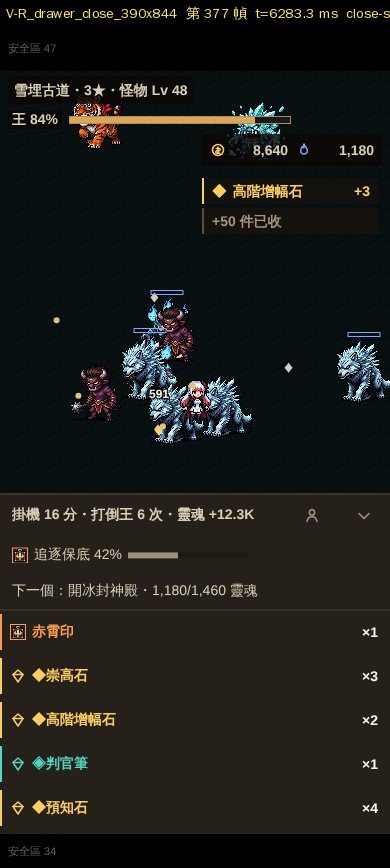 V-R_drawer_close_390x844 第 377 幀 t=6283.3 ms close-s
安全區 47
雪埋古道・3★・怪物 Lv 48
王 84%
8,640 1,180
◆ 高階增幅石 +3
+50 件已收
591
掛機 16 分・打倒王 6 次・靈魂 +12.3K
追逐保底 42%
下一個：開冰封神殿・1,180/1,460 靈魂
赤霄印 ×1
◆崇高石 ×3
◆高階增幅石 ×2
◈判官筆 ×1
◆預知石 ×4
安全區 34